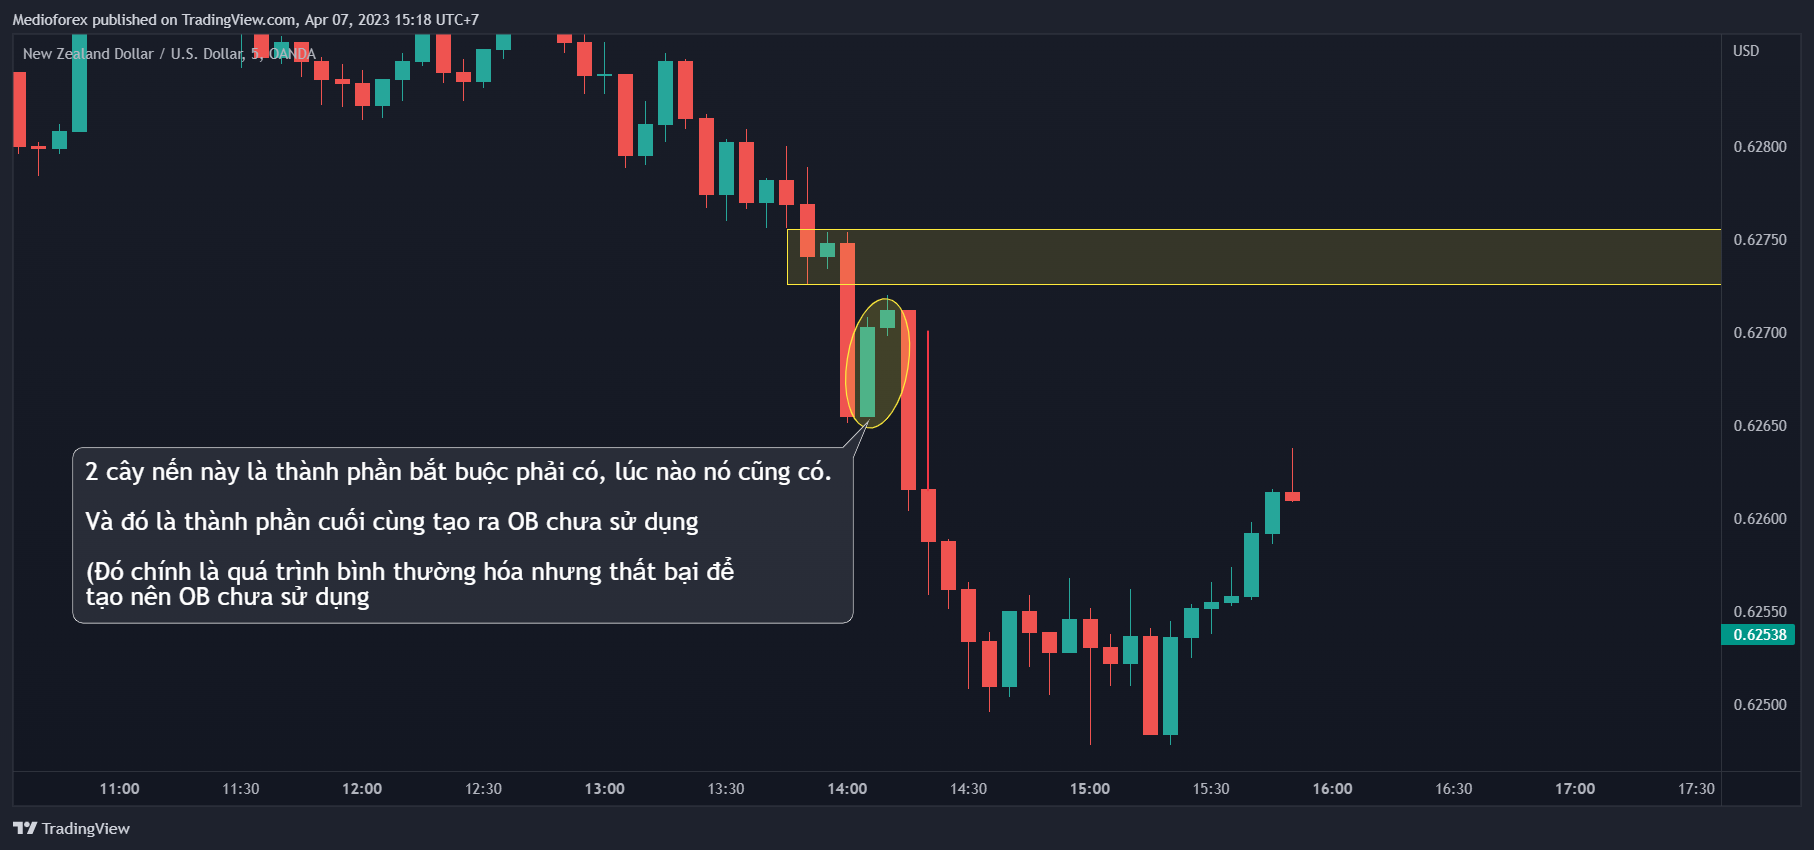 Medioforex published on TradingView.com, Apr 07, 2023 15:18 UTC+7
New Zealand Dollar / U.S. Dollar, 5, OANDA
USD
0.62800
0.62750
0.62700
0.62650
0.62600
0.62550
0.62538
0.62500
2 cây nến này là thành phần bắt buộc phải có, lúc nào nó cũng có.
Và đó là thành phần cuối cùng tạo ra OB chưa sử dụng
(Đó chính là quá trình bình thường hóa nhưng thất bại để
tạo nên OB chưa sử dụng
11:00 11:30 12:00 12:30 13:00 13:30 14:00 14:30 15:00 15:30 16:00 16:30 17:00 17:30
TradingView